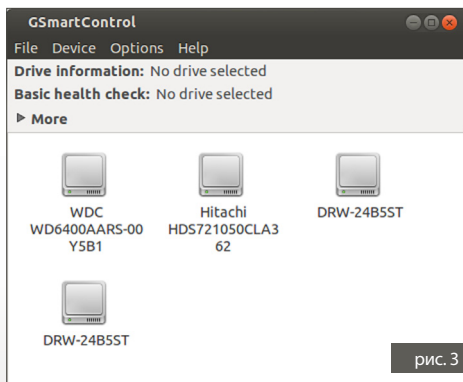 GSmartControl
File Device Options Help
Drive information: No drive selected
Basic health check: No drive selected
More
WDC
WD6400AARS-00
Y5B1
Hitachi
HDS721050CLA3
62
DRW-24B5ST
DRW-24B5ST
рис. 3